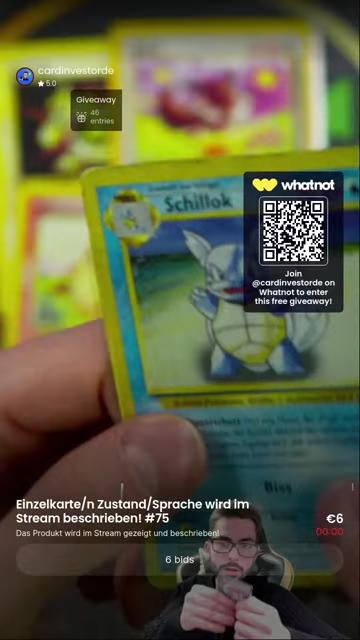 cardinvestorde
★ 5.0
Giveaway
46
entries
whatnot
Schillok
Join
@cardinvestorde on
Whatnot to enter
this free giveaway!
Biss
Einzelkarte/n Zustand/Sprache wird im
Stream beschrieben! #75
€6
Das Produkt wird im Stream gezeigt und beschrieben!
00:00
6 bids